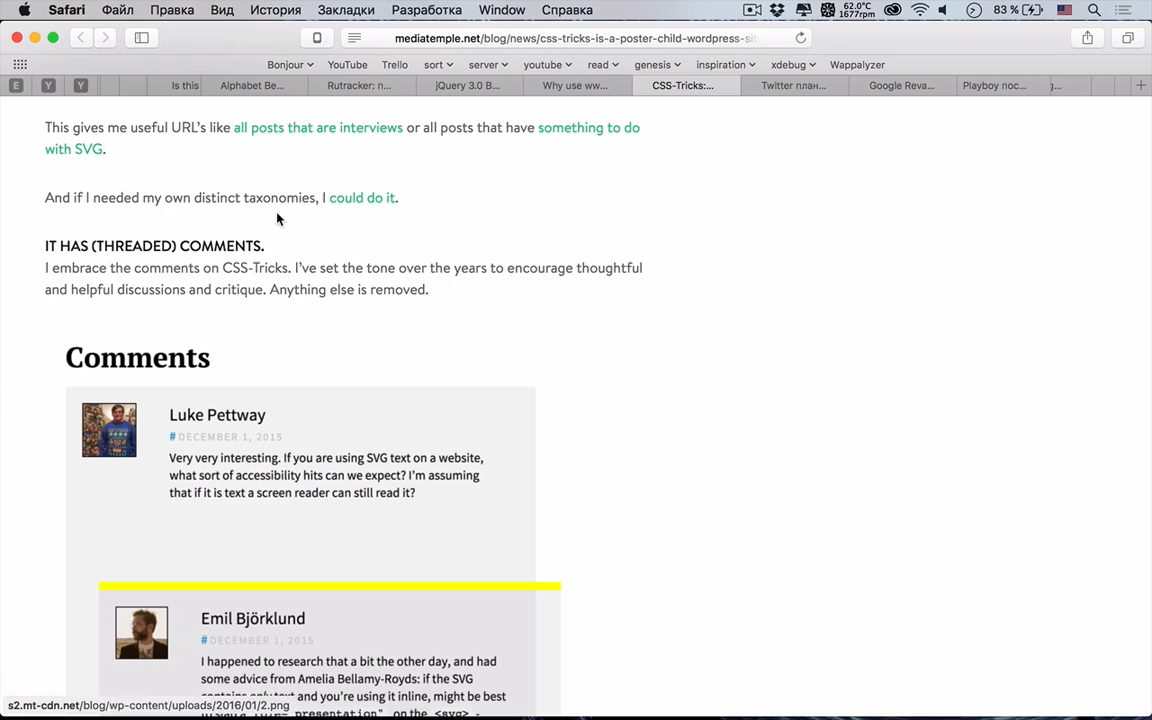 Safari Файл Правка Вид История Закладки Разработка Window Справка 62.0°C 1677rpm 83 %
mediatemple.net/blog/news/css-tricks-is-a-poster-child-wordpress-sit
Bonjour YouTube Trello sort server youtube read genesis inspiration xdebug Wappalyzer
E Y Y Is this Alphabet Be... Rutracker: п... jQuery 3.0 B... Why use ww... CSS-Tricks:... Twitter план... Google Reva... Playboy пос...
This gives me useful URL's like all posts that are interviews or all posts that have something to do
with SVG.
And if I needed my own distinct taxonomies, I could do it.
IT HAS (THREADED) COMMENTS.
I embrace the comments on CSS-Tricks. I've set the tone over the years to encourage thoughtful
and helpful discussions and critique. Anything else is removed.
Comments
Luke Pettway
# DECEMBER 1, 2015
Very very interesting. If you are using SVG text on a website,
what sort of accessibility hits can we expect? I'm assuming
that if it is text a screen reader can still read it?
Emil Björklund
# DECEMBER 1, 2015
I happened to research that a bit the other day, and had
some advice from Amelia Bellamy-Royds: if the SVG
contains only text and you're using it inline, might be best
presentation" on the <svg> -
s2.mt-cdn.net/blog/wp-content/uploads/2016/01/2.png